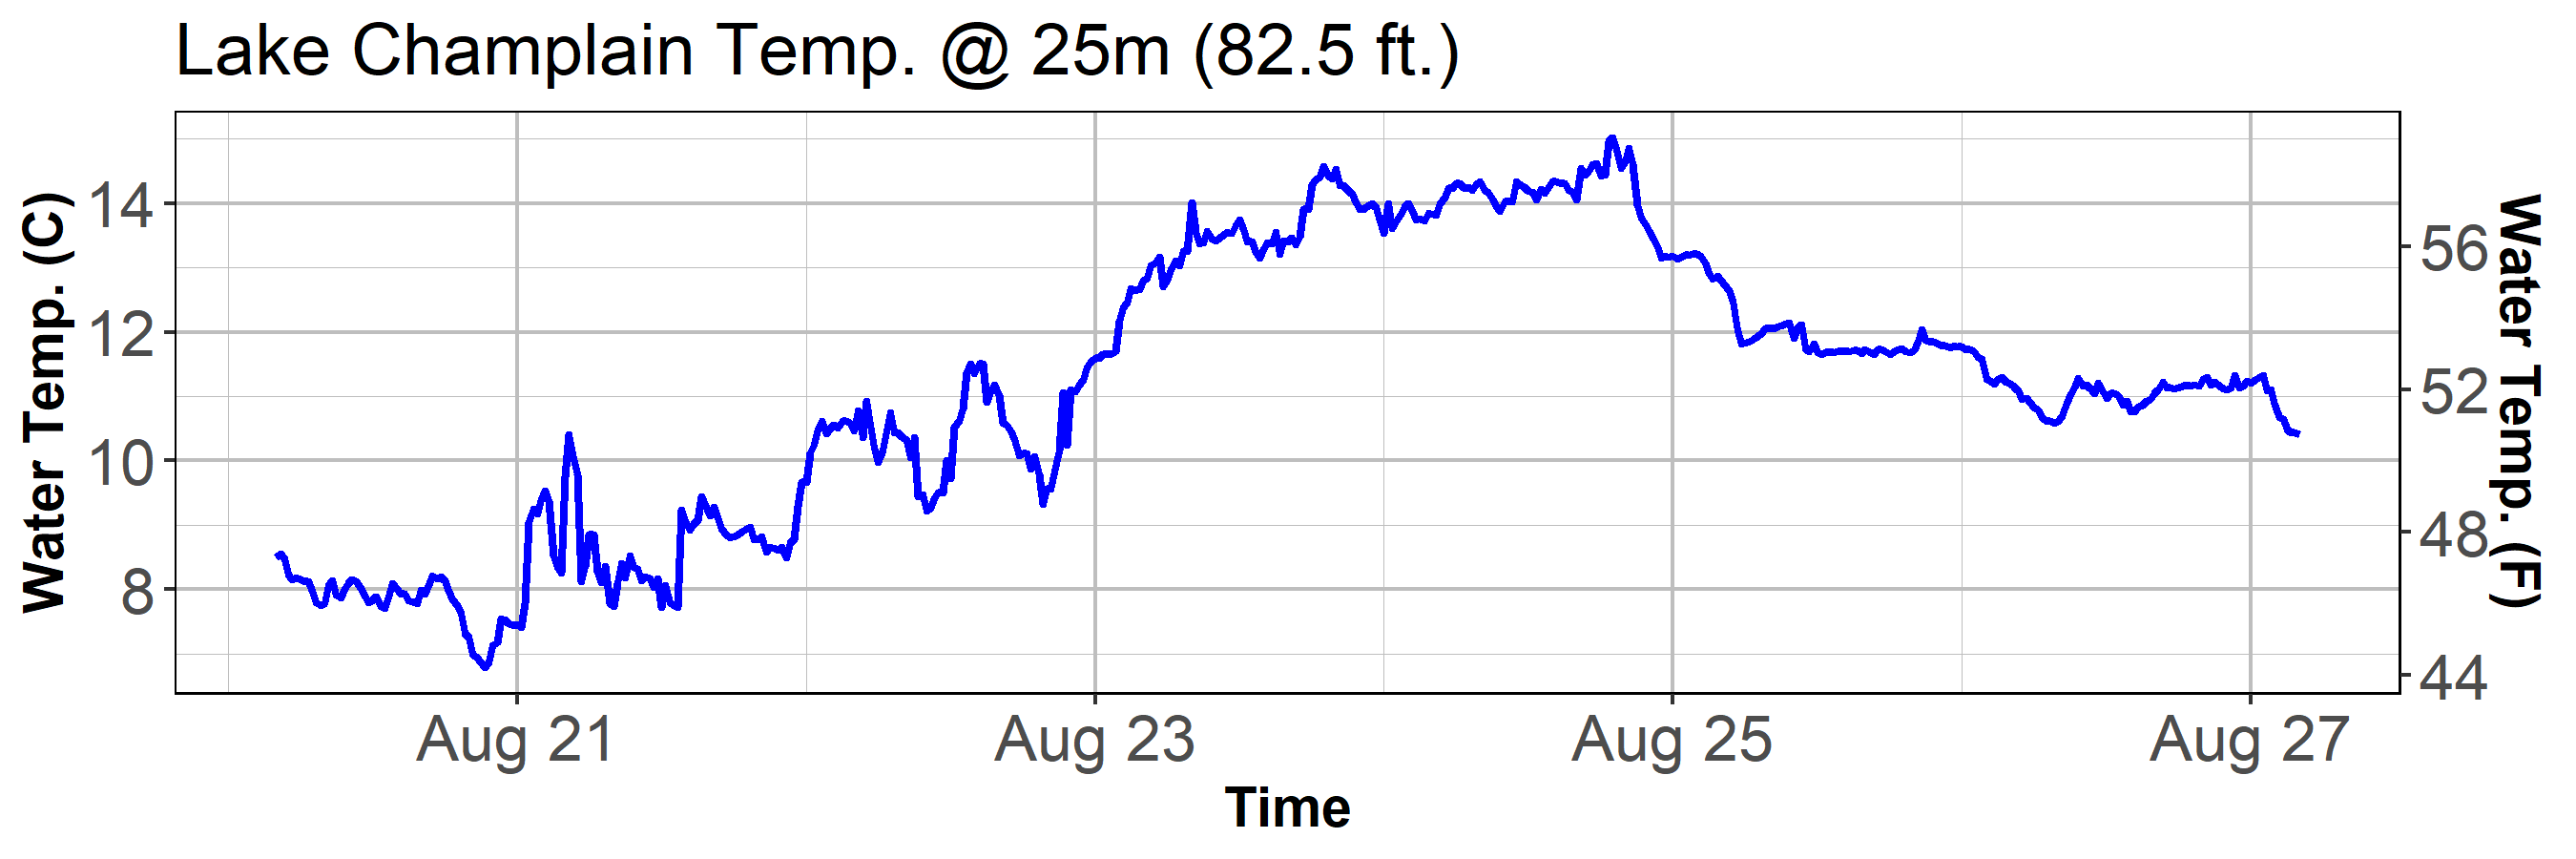 Lake Champlain Temp. @ 25m (82.5 ft.)
Water Temp. (C)
14
12
10
8
56
52
48
44
Water Temp. (F)
Aug 21
Aug 23
Aug 25
Aug 27
Time